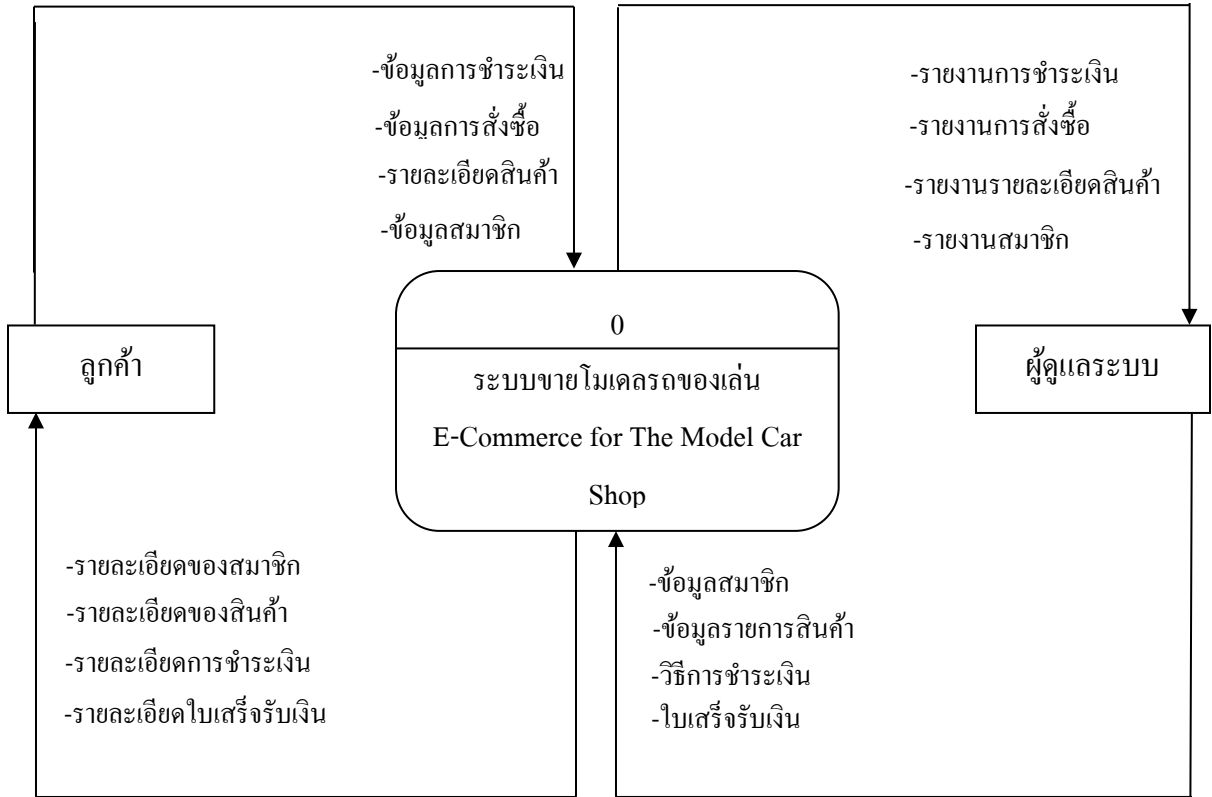 -ข้อมูลการชำระเงิน
-ข้อมูลการสั่งซื้อ
-รายละเอียดสินค้า
-ข้อมูลสมาชิก
-รายงานการชำระเงิน
-รายงานการสั่งซื้อ
-รายงานรายละเอียดสินค้า
-รายงานสมาชิก
ลูกค้า
0
ระบบขายโมเดลรถของเล่น
E-Commerce for The Model Car
Shop
ผู้ดูแลระบบ
-รายละเอียดของสมาชิก
-รายละเอียดของสินค้า
-รายละเอียดการชำระเงิน
-รายละเอียดใบเสร็จรับเงิน
-ข้อมูลสมาชิก
-ข้อมูลรายการสินค้า
-วิธีการชำระเงิน
-ใบเสร็จรับเงิน